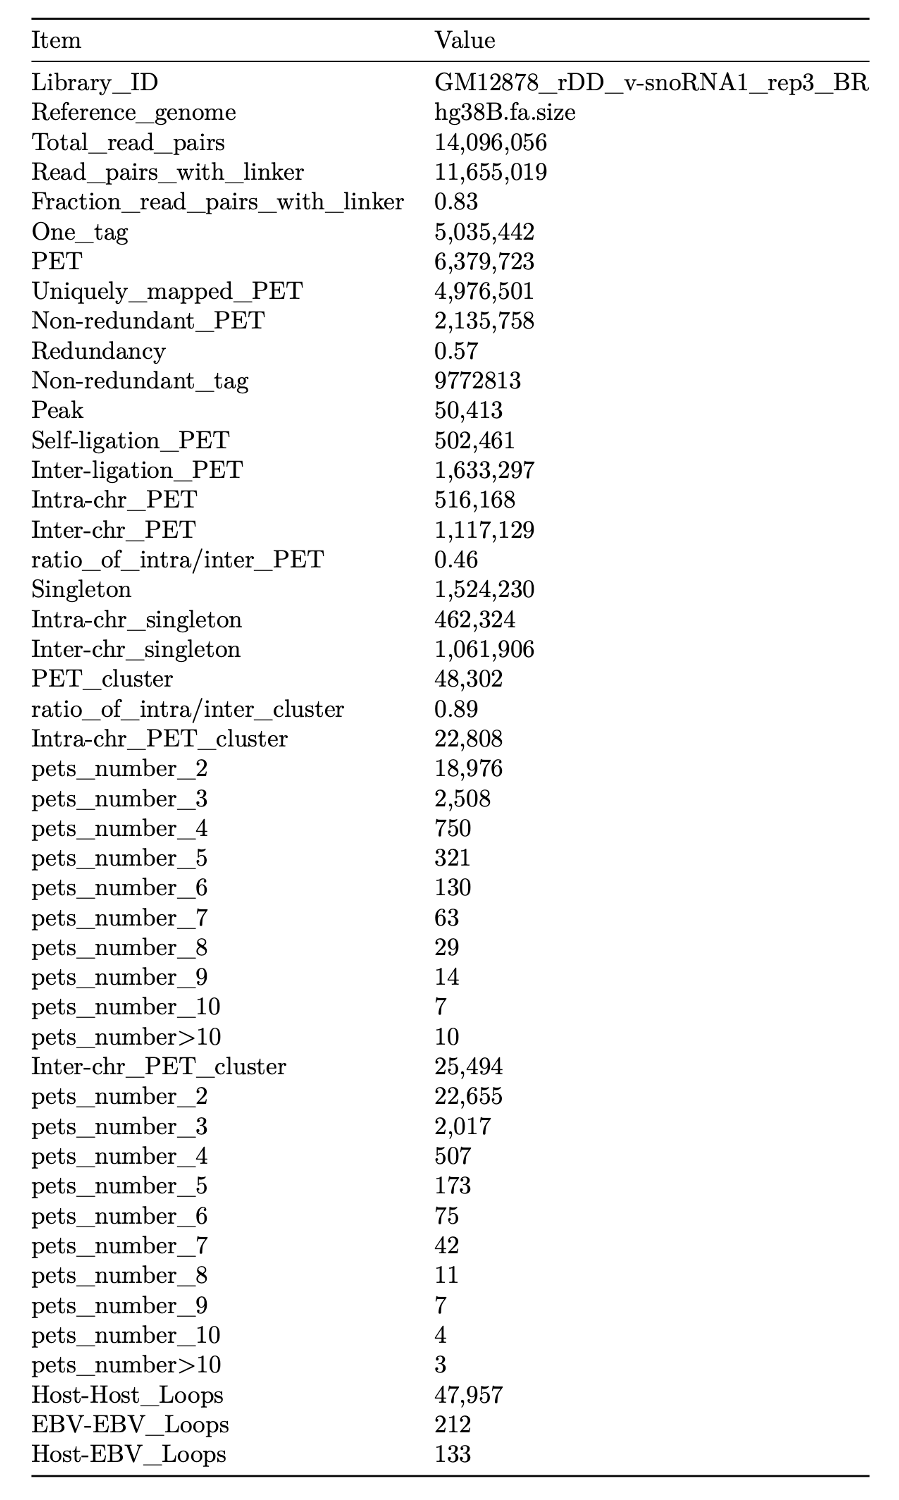 Item Value
Library_ID GM12878_rDD_v-snoRNA1_rep3_BR
Reference_genome hg38B.fa.size
Total_read_pairs 14,096,056
Read_pairs_with_linker 11,655,019
Fraction_read_pairs_with_linker 0.83
One_tag 5,035,442
PET 6,379,723
Uniquely_mapped_PET 4,976,501
Non-redundant_PET 2,135,758
Redundancy 0.57
Non-redundant_tag 9772813
Peak 50,413
Self-ligation_PET 502,461
Inter-ligation_PET 1,633,297
Intra-chr_PET 516,168
Inter-chr_PET 1,117,129
ratio_of_intra/inter_PET 0.46
Singleton 1,524,230
Intra-chr_singleton 462,324
Inter-chr_singleton 1,061,906
PET_cluster 48,302
ratio_of_intra/inter_cluster 0.89
Intra-chr_PET_cluster 22,808
pets_number_2 18,976
pets_number_3 2,508
pets_number_4 750
pets_number_5 321
pets_number_6 130
pets_number_7 63
pets_number_8 29
pets_number_9 14
pets_number_10 7
pets_number>10 10
Inter-chr_PET_cluster 25,494
pets_number_2 22,655
pets_number_3 2,017
pets_number_4 507
pets_number_5 173
pets_number_6 75
pets_number_7 42
pets_number_8 11
pets_number_9 7
pets_number_10 4
pets_number>10 3
Host-Host_Loops 47,957
EBV-EBV_Loops 212
Host-EBV_Loops 133